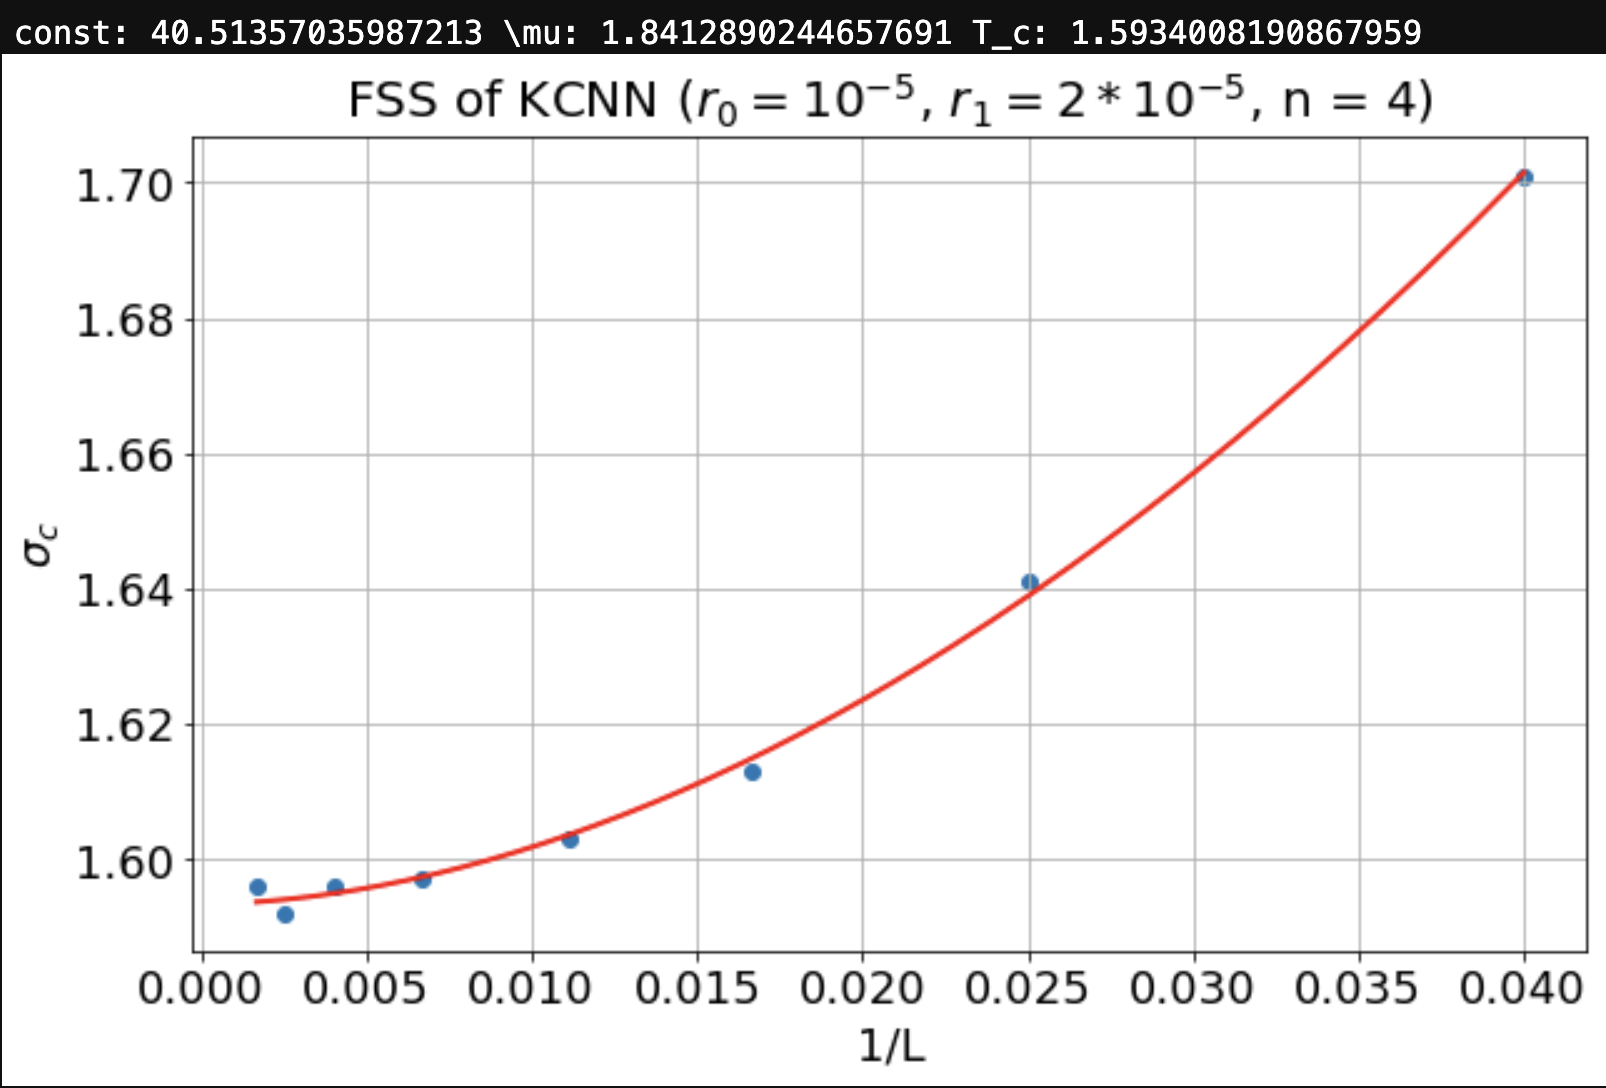 const: 40.51357035987213 \mu: 1.8412890244657691 T_c: 1.5934008190867959
FSS of KCNN (r₀ = 10⁻⁵, r₁ = 2 * 10⁻⁵, n = 4)
1.70
1.68
1.66
1.64
1.62
1.60
σ_c
0.000 0.005 0.010 0.015 0.020 0.025 0.030 0.035 0.040
1/L